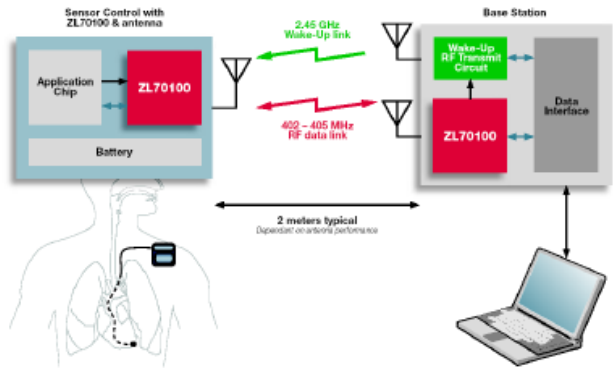 Sensor Control with
ZL70100 & antenna
Application
Chip
ZL70100
Battery
2.45 GHz
Wake-Up link
402 – 405 MHz
RF data link
2 meters typical
Dependant on antenna performance
Base Station
Wake-Up
RF Transmit
Circuit
ZL70100
Data
Interface